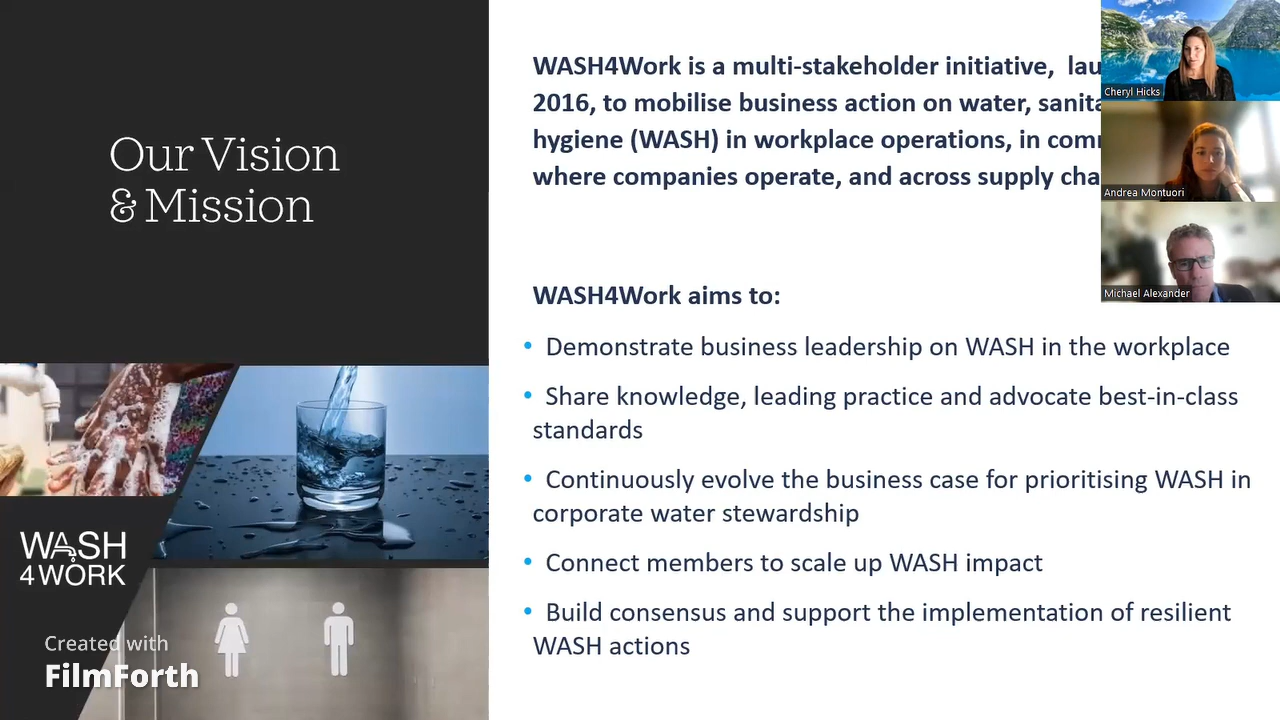 Our Vision
& Mission
WASH4Work is a multi-stakeholder initiative,
2016, to mobilise business action on water,
hygiene (WASH) in workplace operations, in
where companies operate, and across supply
WASH4Work aims to:
• Demonstrate business leadership on WASH in the workplace
• Share knowledge, leading practice and advocate best-in-class
standards
• Continuously evolve the business case for prioritising WASH in
corporate water stewardship
• Connect members to scale up WASH impact
• Build consensus and support the implementation of resilient
WASH actions
Cheryl Hicks
Andrea Montuori
Michael Alexander
WASH
4WORK
Created with
FilmForth